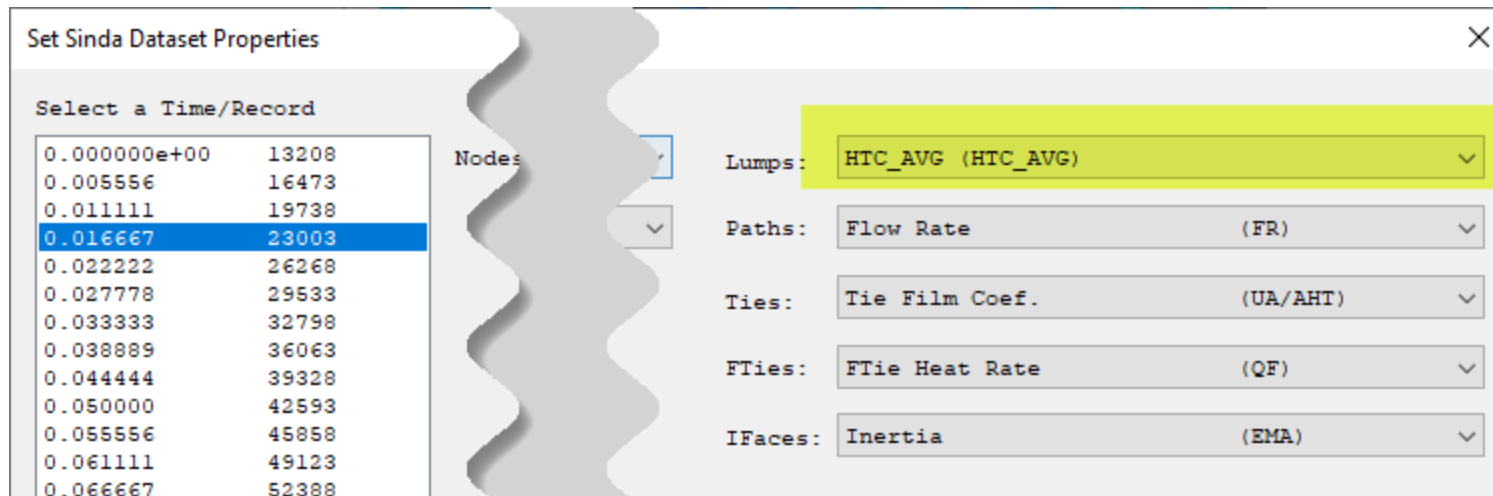 Set Sinda Dataset Properties
Select a Time/Record
0.000000e+00 13208
0.005556 16473
0.011111 19738
0.016667 23003
0.022222 26268
0.027778 29533
0.033333 32798
0.038889 36063
0.044444 39328
0.050000 42593
0.055556 45858
0.061111 49123
0.066667 52388
Nodes
Lumps: HTC_AVG (HTC_AVG)
Paths: Flow Rate (FR)
Ties: Tie Film Coef. (UA/AHT)
FTies: FTie Heat Rate (QF)
IFaces: Inertia (EMA)